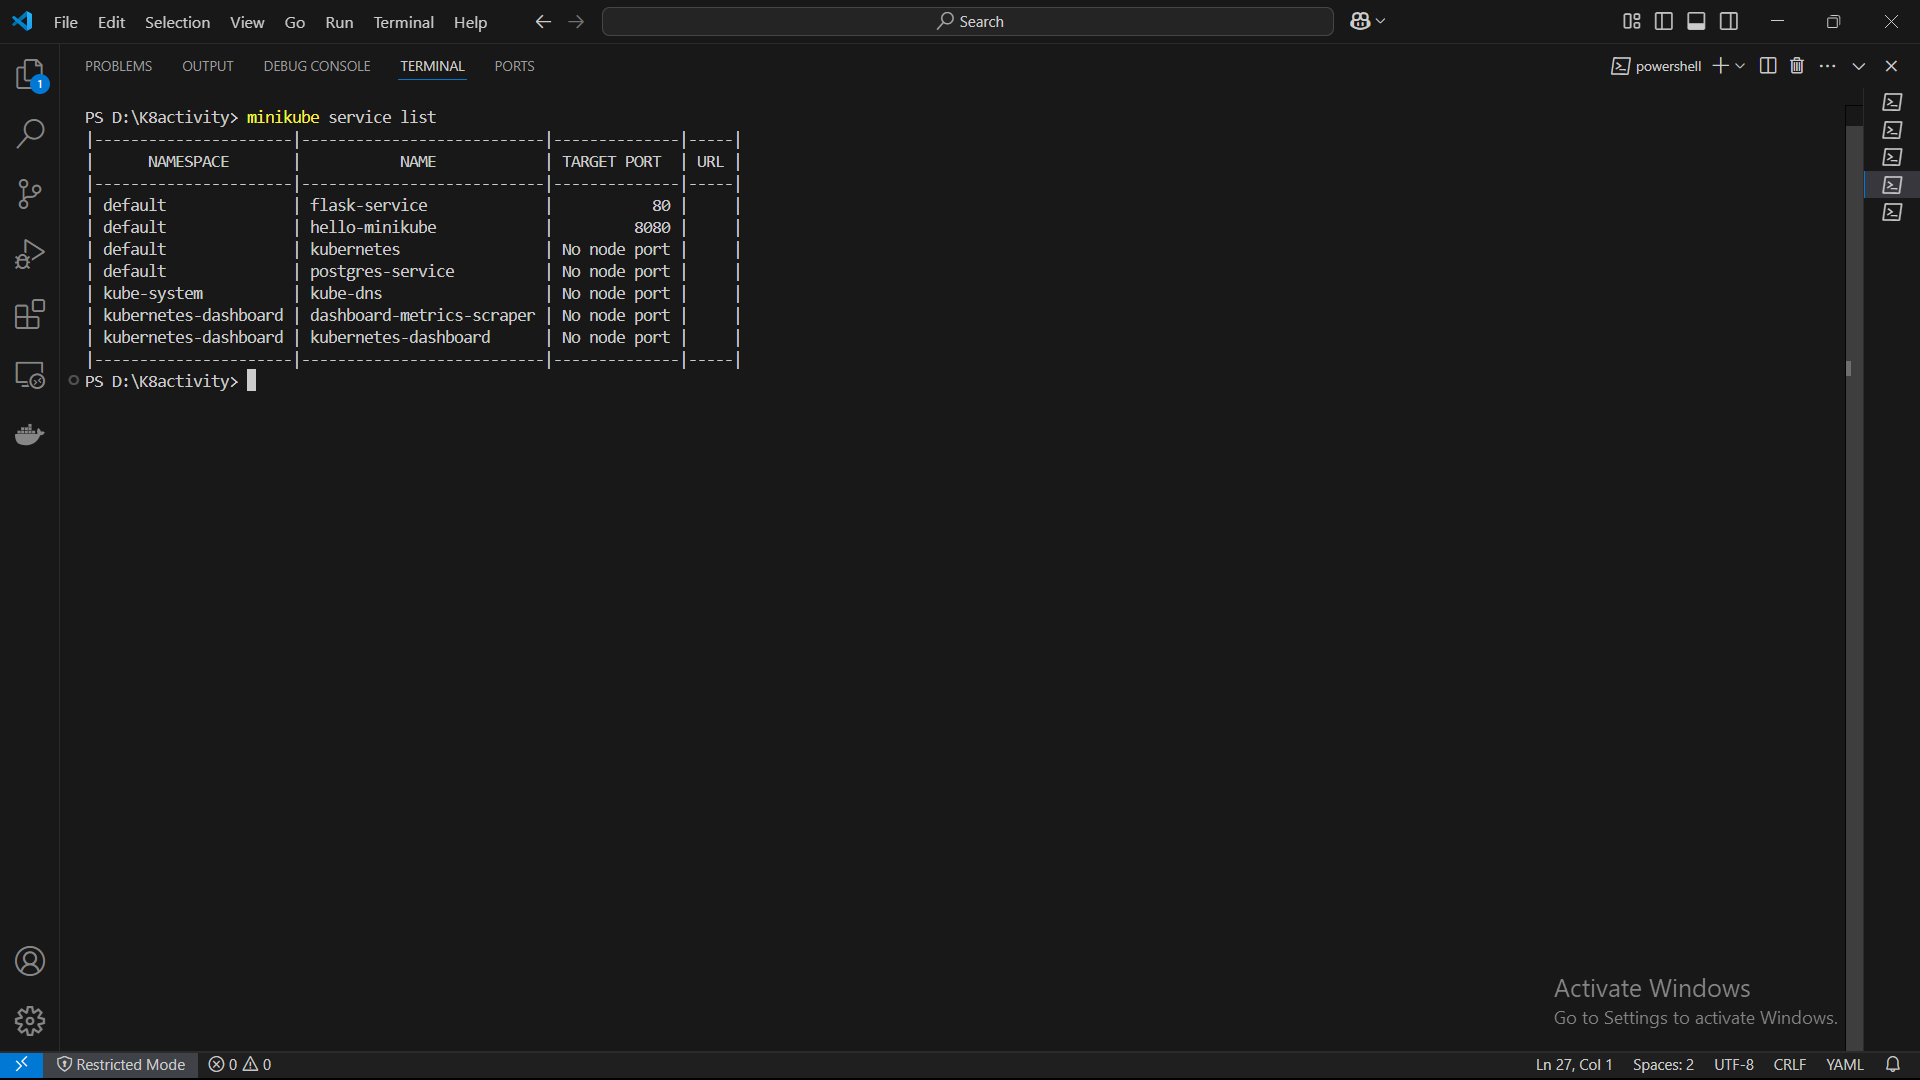 File Edit Selection View Go Run Terminal Help
Search
1
PROBLEMS OUTPUT DEBUG CONSOLE TERMINAL PORTS
powershell
PS D:\K8activity> minikube service list
|----------------------|---------------------------|--------------|-----|
| NAMESPACE | NAME | TARGET PORT | URL |
|----------------------|---------------------------|--------------|-----|
| default | flask-service | 80 | |
| default | hello-minikube | 8080 | |
| default | kubernetes | No node port | |
| default | postgres-service | No node port | |
| kube-system | kube-dns | No node port | |
| kubernetes-dashboard | dashboard-metrics-scraper | No node port | |
| kubernetes-dashboard | kubernetes-dashboard | No node port | |
|----------------------|---------------------------|--------------|-----|
PS D:\K8activity>
Activate Windows
Go to Settings to activate Windows.
Restricted Mode 0 0 Ln 27, Col 1 Spaces: 2 UTF-8 CRLF YAML